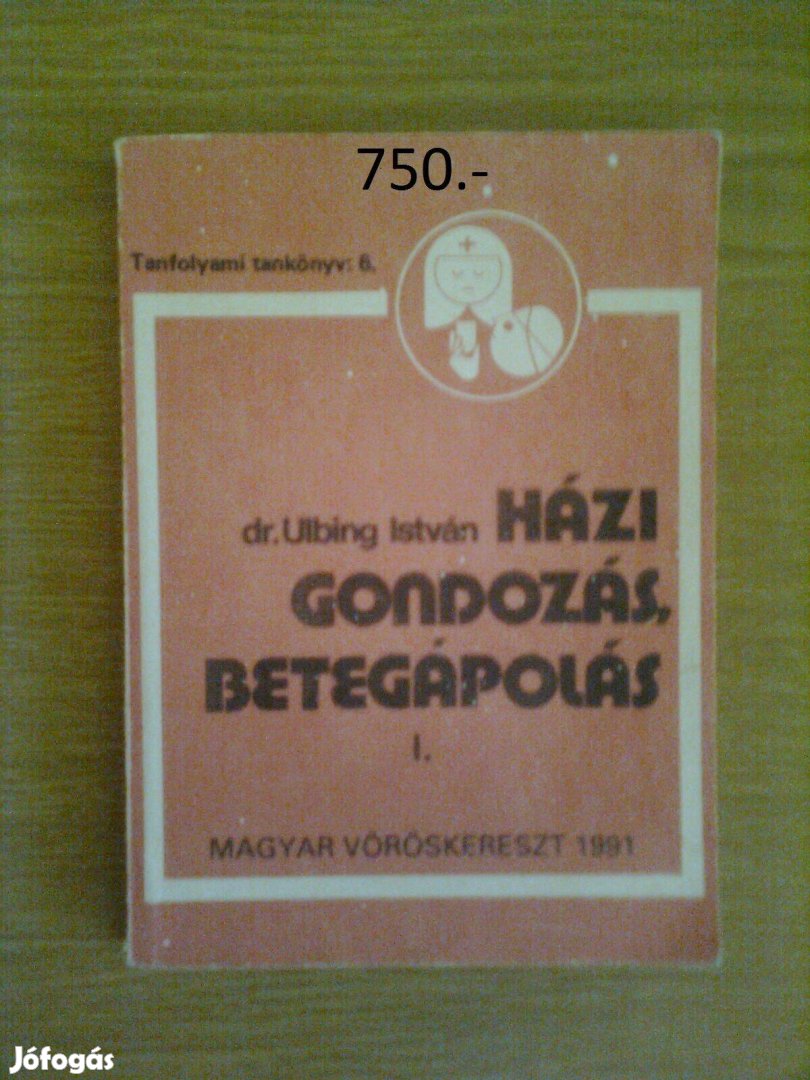 750.-
Tanfolyami tankönyv: 6.
dr. Ulbing István HÁZI
GONDOZÁS,
BETEGÁPOLÁS
I.
MAGYAR VÖRÖSKERESZT 1991
Jófogás